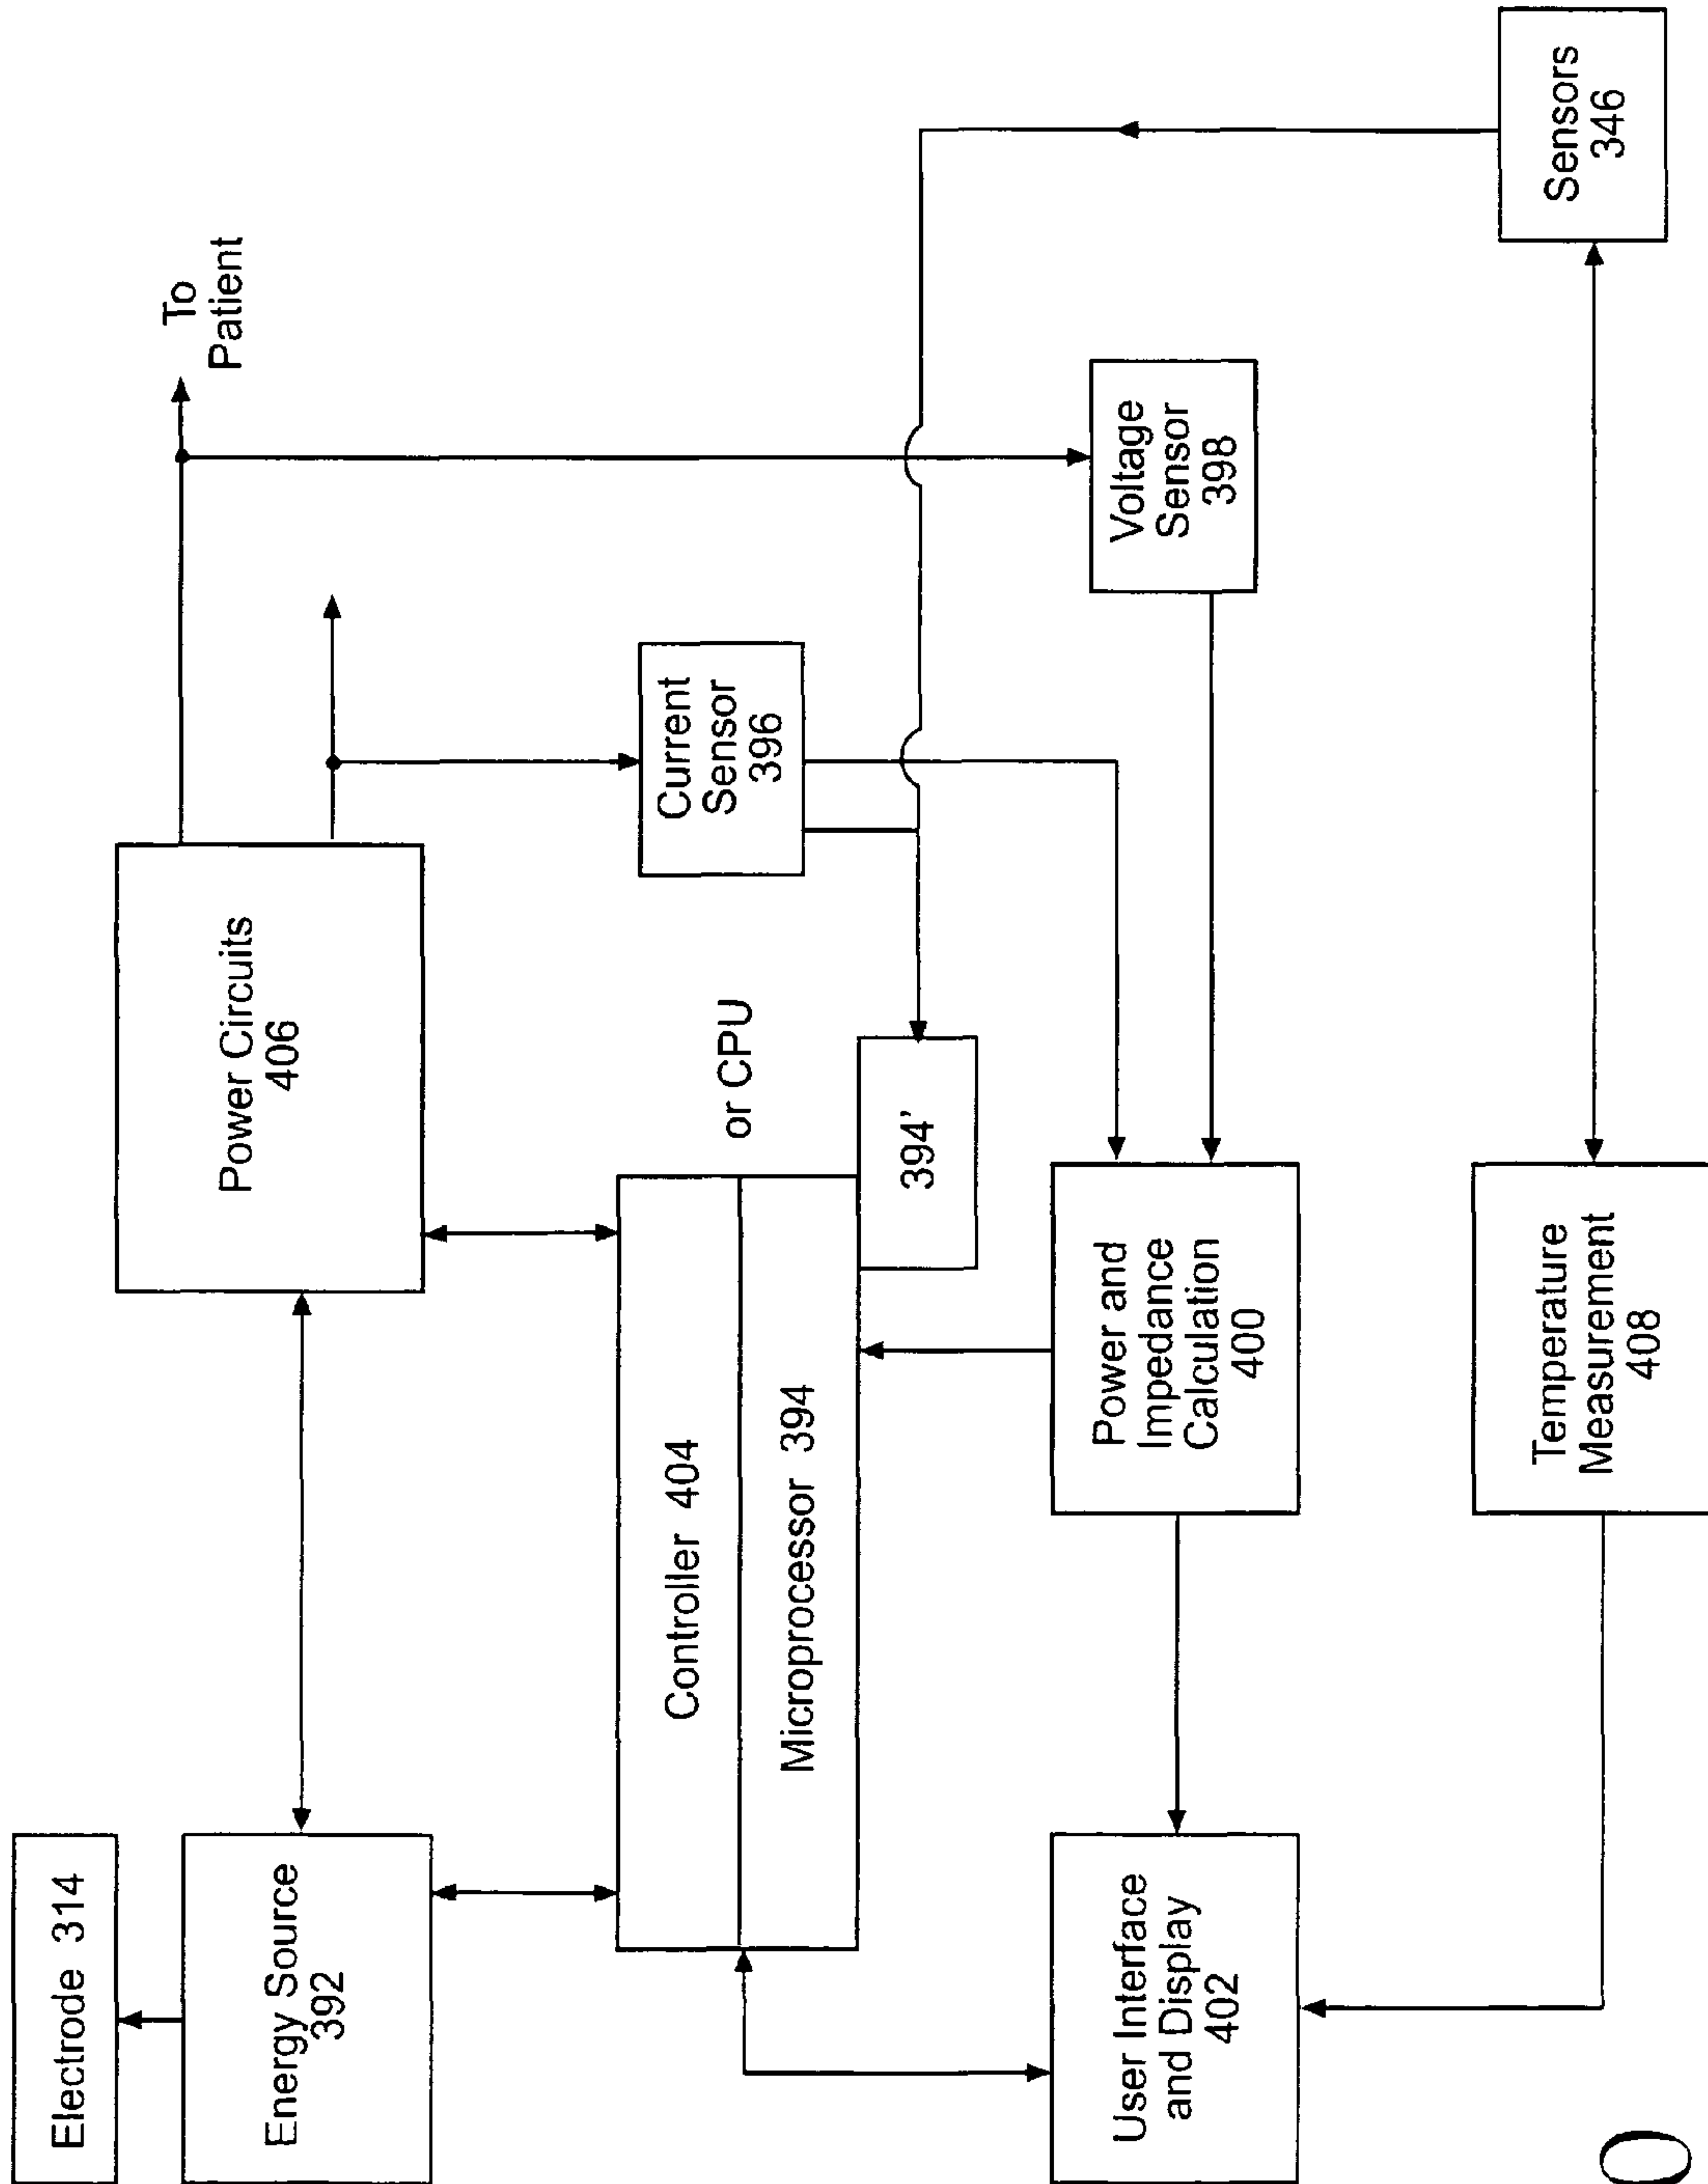 Electrode 314
Energy Source
392
Power Circuits
406
To
Patient
Controller 404
Microprocessor 394
or CPU
394'
Current
Sensor
396
User Interface
and Display
402
Power and
Impedance
Calculation
400
Voltage
Sensor
398
Temperature
Measurement
408
Sensors
346